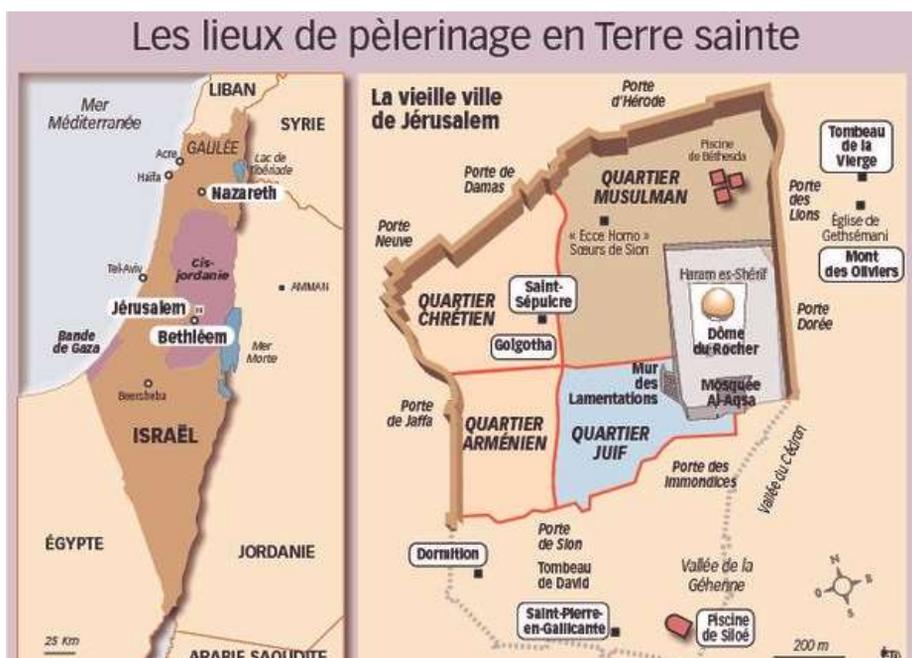 Les lieux de pèlerinage en Terre sainte
Mer
Méditerranée
LIBAN
SYRIE
Acre
GALILÉE
Lac de
Tibériade
Haïfa
Nazareth
Cis-
jordanie
Tel-Aviv
AMMAN
Jérusalem
Bethléem
Bande
de Gaza
Mer
Morte
Beersheba
ISRAËL
ÉGYPTE
JORDANIE
25 Km
ARABIE SAOUDITE
La vieille ville
de Jérusalem
Porte
d'Hérode
Porte de
Damas
Piscine
de Béthesda
Tombeau
de la
Vierge
QUARTIER
MUSULMAN
Porte
des
Lions
Porte
Neuve
« Ecce Homo »
Sœurs de Sion
Église de
Gethsémani
Mont
des Oliviers
QUARTIER
CHRÉTIEN
Saint-
Sépulcre
Haram es-Shérif
Porte
Dorée
Golgotha
Dôme
du Rocher
Mur
des
Lamentations
Mosquée
Al-Aqsa
Porte
de Jaffa
QUARTIER
ARMÉNIEN
QUARTIER
JUIF
Porte des
Immondices
Vallée du Cédron
Porte
de Sion
Dormition
Tombeau
de David
Vallée de la
Géhenne
N
E
O
S
Saint-Pierre-
en-Gallicante
Piscine
de Siloé
200 m